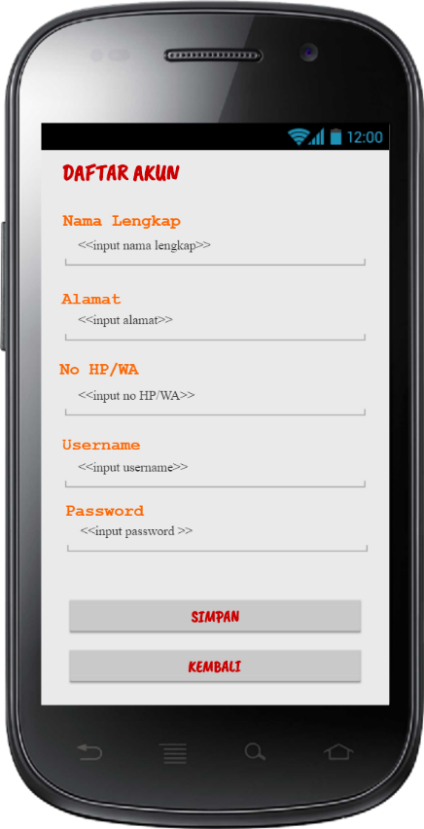 12:00
DAFTAR AKUN
Nama Lengkap
<<input nama lengkap>>
Alamat
<<input alamat>>
No HP/WA
<<input no HP/WA>>
Username
<<input username>>
Password
<<input password >>
SIMPAN
KEMBALI